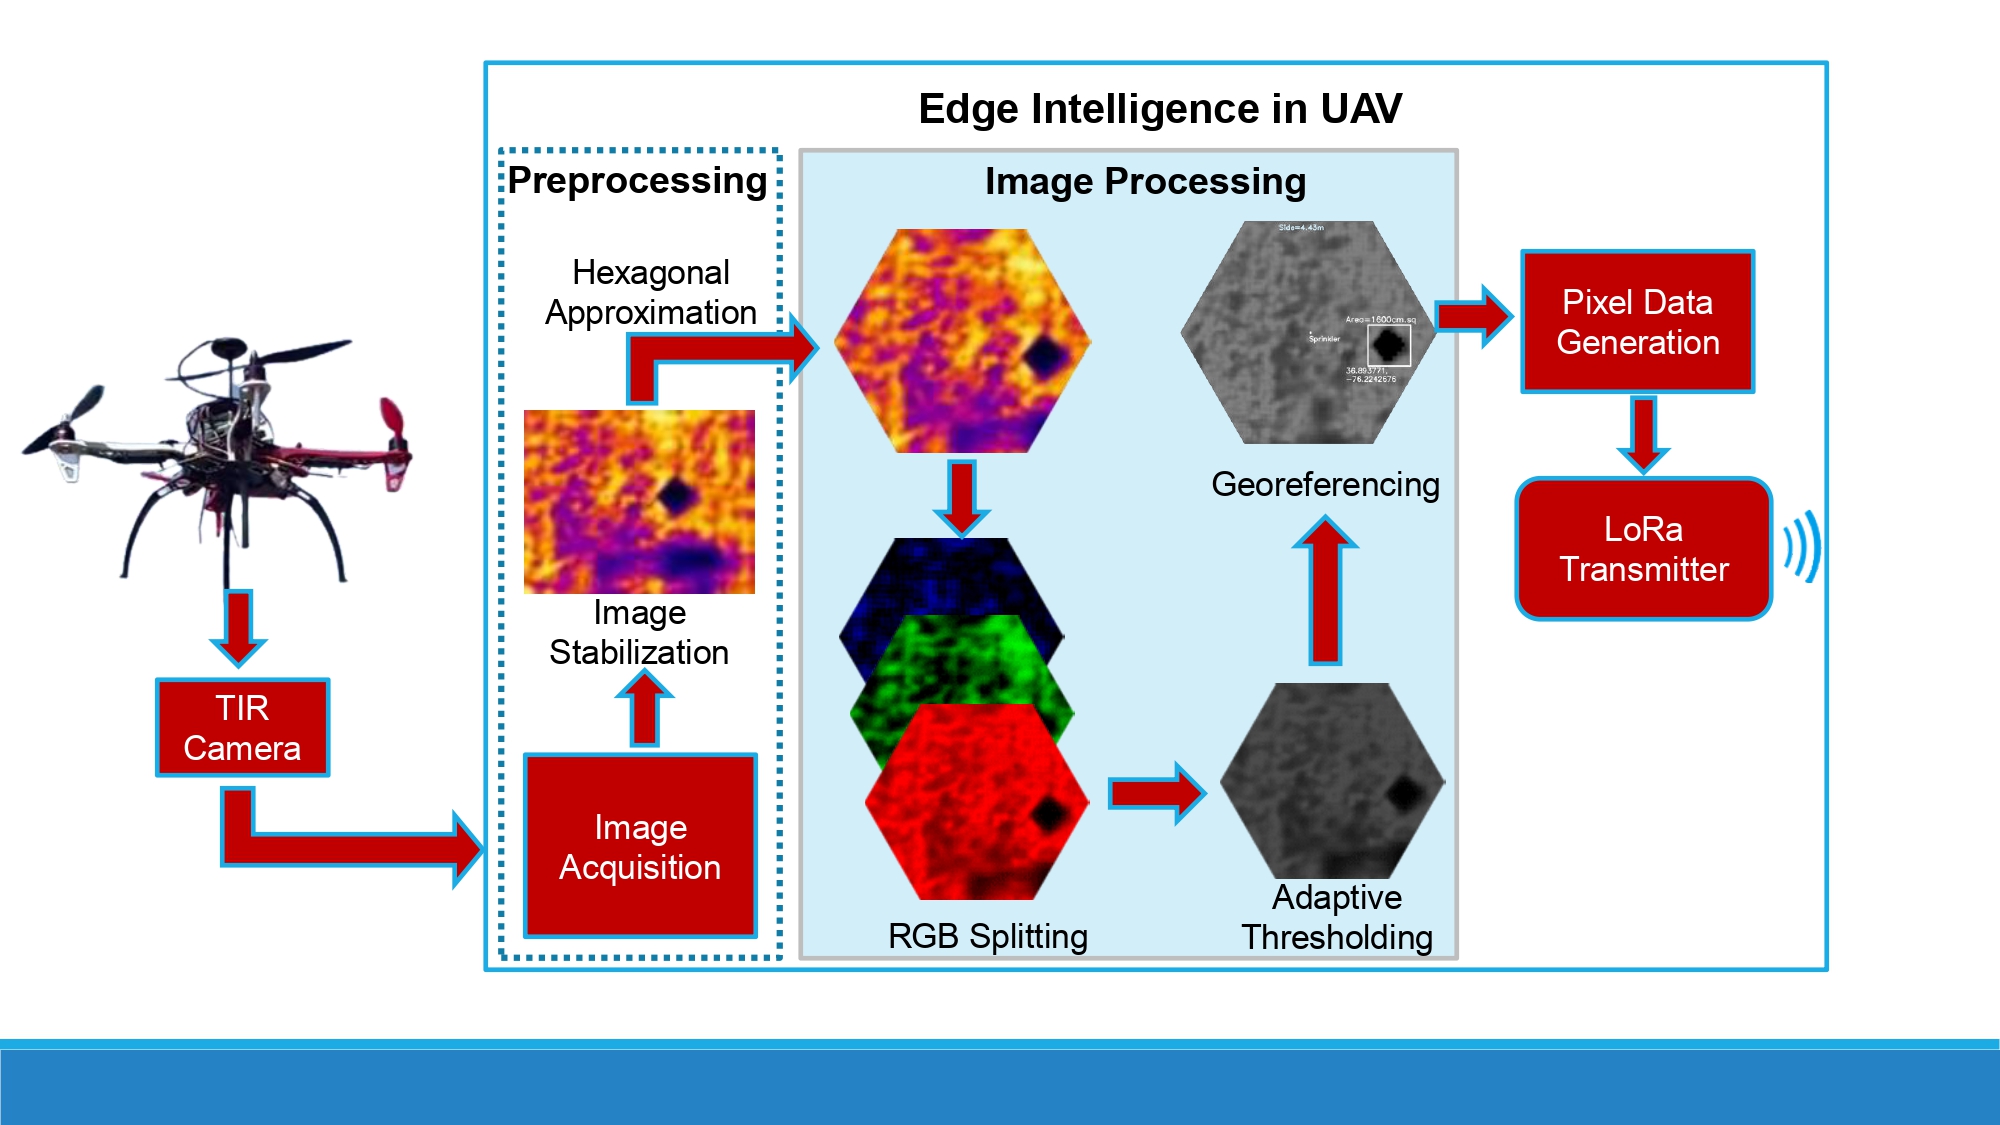 Edge Intelligence in UAV
Preprocessing
Image Processing
Hexagonal
Approximation
Side=4.43m
Area=1600cm.sq
Sprinkler
36.893771,
-76.2242676
Pixel Data
Generation
Georeferencing
LoRa
Transmitter
Image
Stabilization
TIR
Camera
Image
Acquisition
RGB Splitting
Adaptive
Thresholding